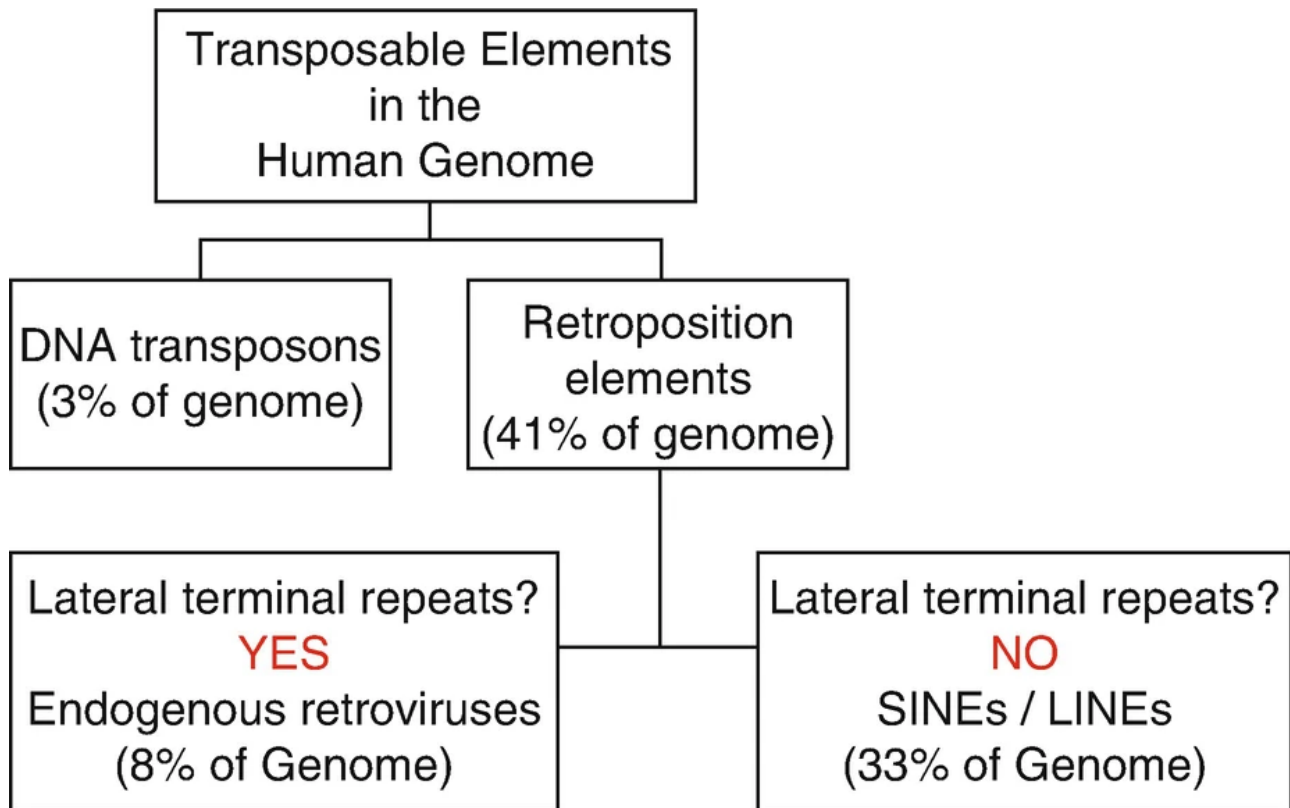 Transposable Elements
in the
Human Genome
DNA transposons
(3% of genome)
Retroposition
elements
(41% of genome)
Lateral terminal repeats?
YES
Endogenous retroviruses
(8% of Genome)
Lateral terminal repeats?
NO
SINEs / LINEs
(33% of Genome)